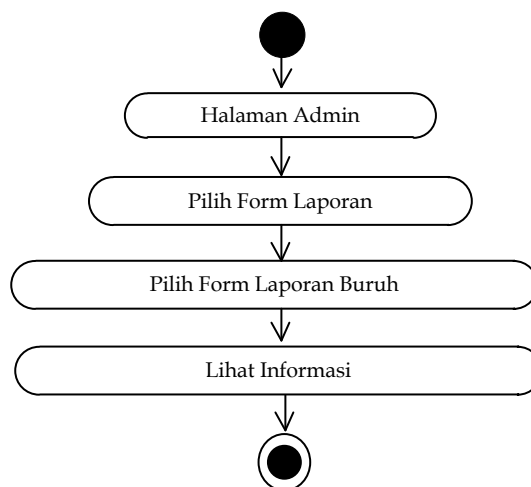 Halaman Admin
Pilih Form Laporan
Pilih Form Laporan Buruh
Lihat Informasi